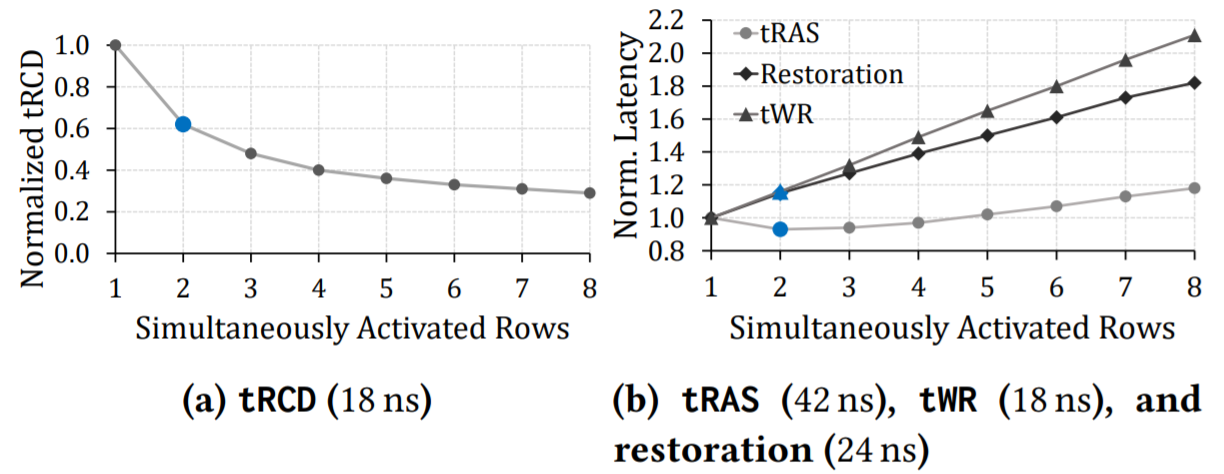 Normalized tRCD
1.0
0.8
0.6
0.4
0.2
0.0
1 2 3 4 5 6 7 8
Simultaneously Activated Rows
(a) tRCD (18 ns)
Norm. Latency
2.2
2.0
1.8
1.6
1.4
1.2
1.0
0.8
tRAS
Restoration
tWR
1 2 3 4 5 6 7 8
Simultaneously Activated Rows
(b) tRAS (42 ns), tWR (18 ns), and
restoration (24 ns)